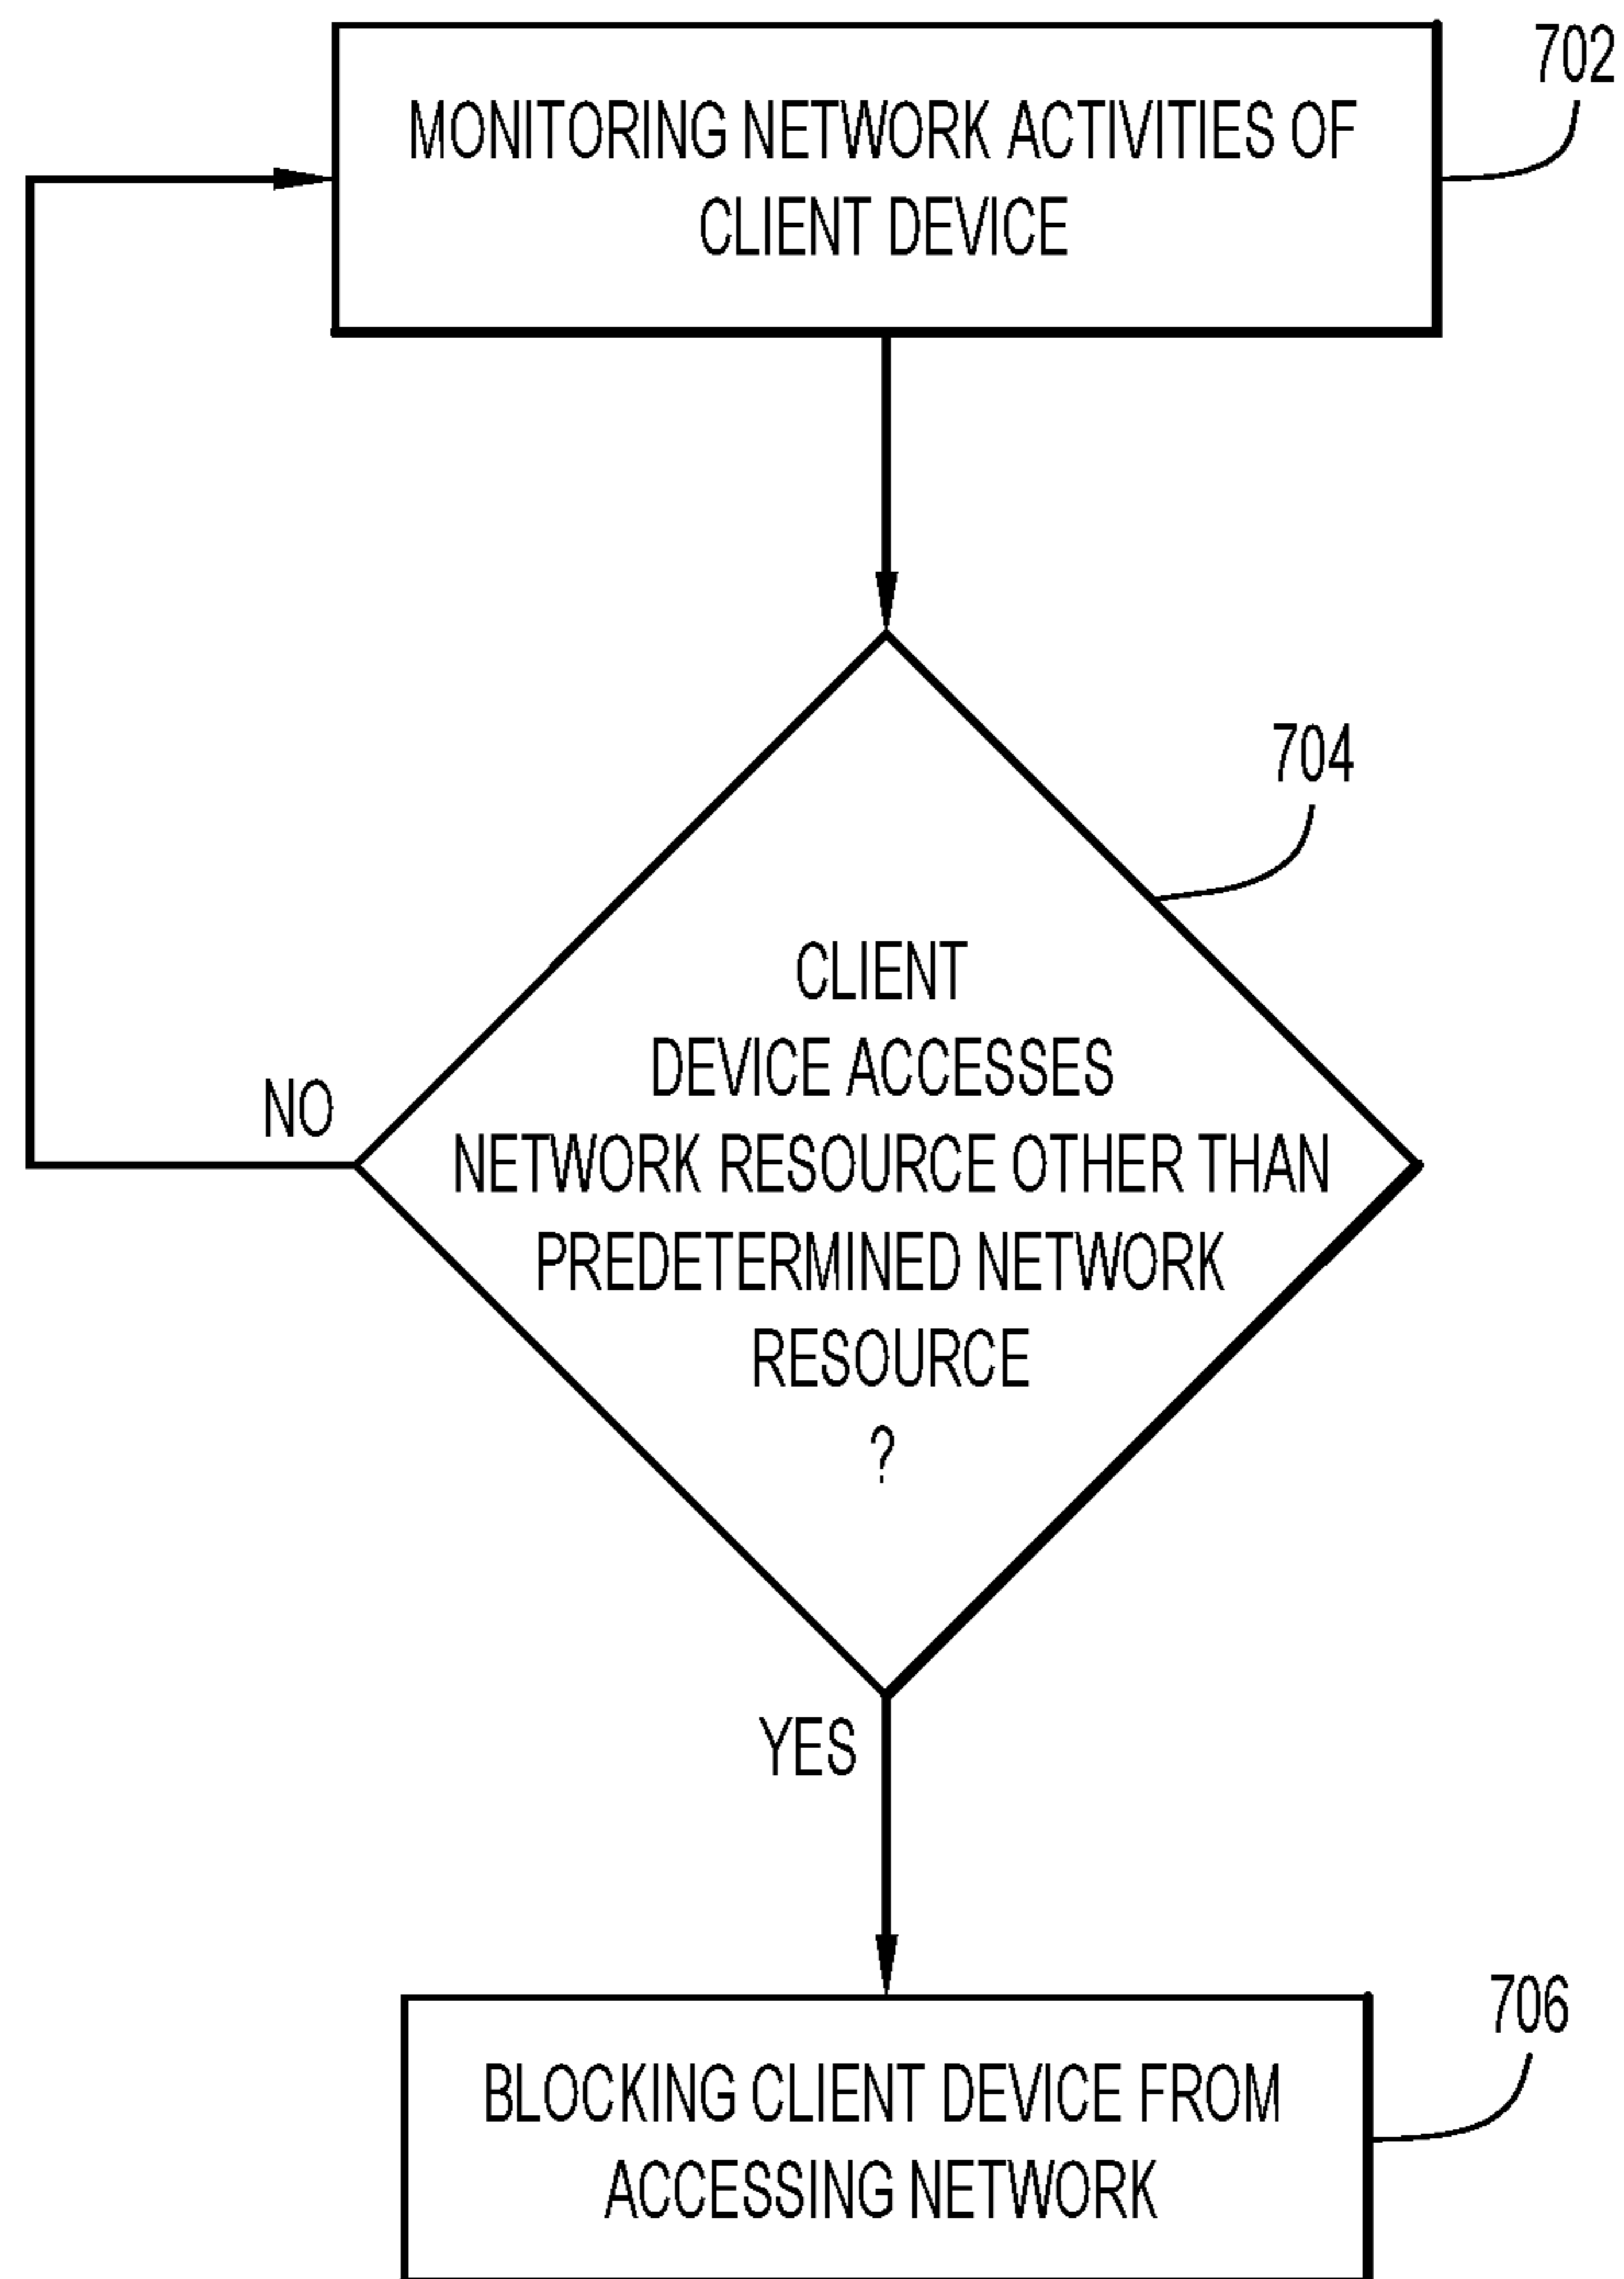 702
MONITORING NETWORK ACTIVITIES OF
CLIENT DEVICE
704
CLIENT
DEVICE ACCESSES
NETWORK RESOURCE OTHER THAN
PREDETERMINED NETWORK
RESOURCE
?
NO
YES
706
BLOCKING CLIENT DEVICE FROM
ACCESSING NETWORK